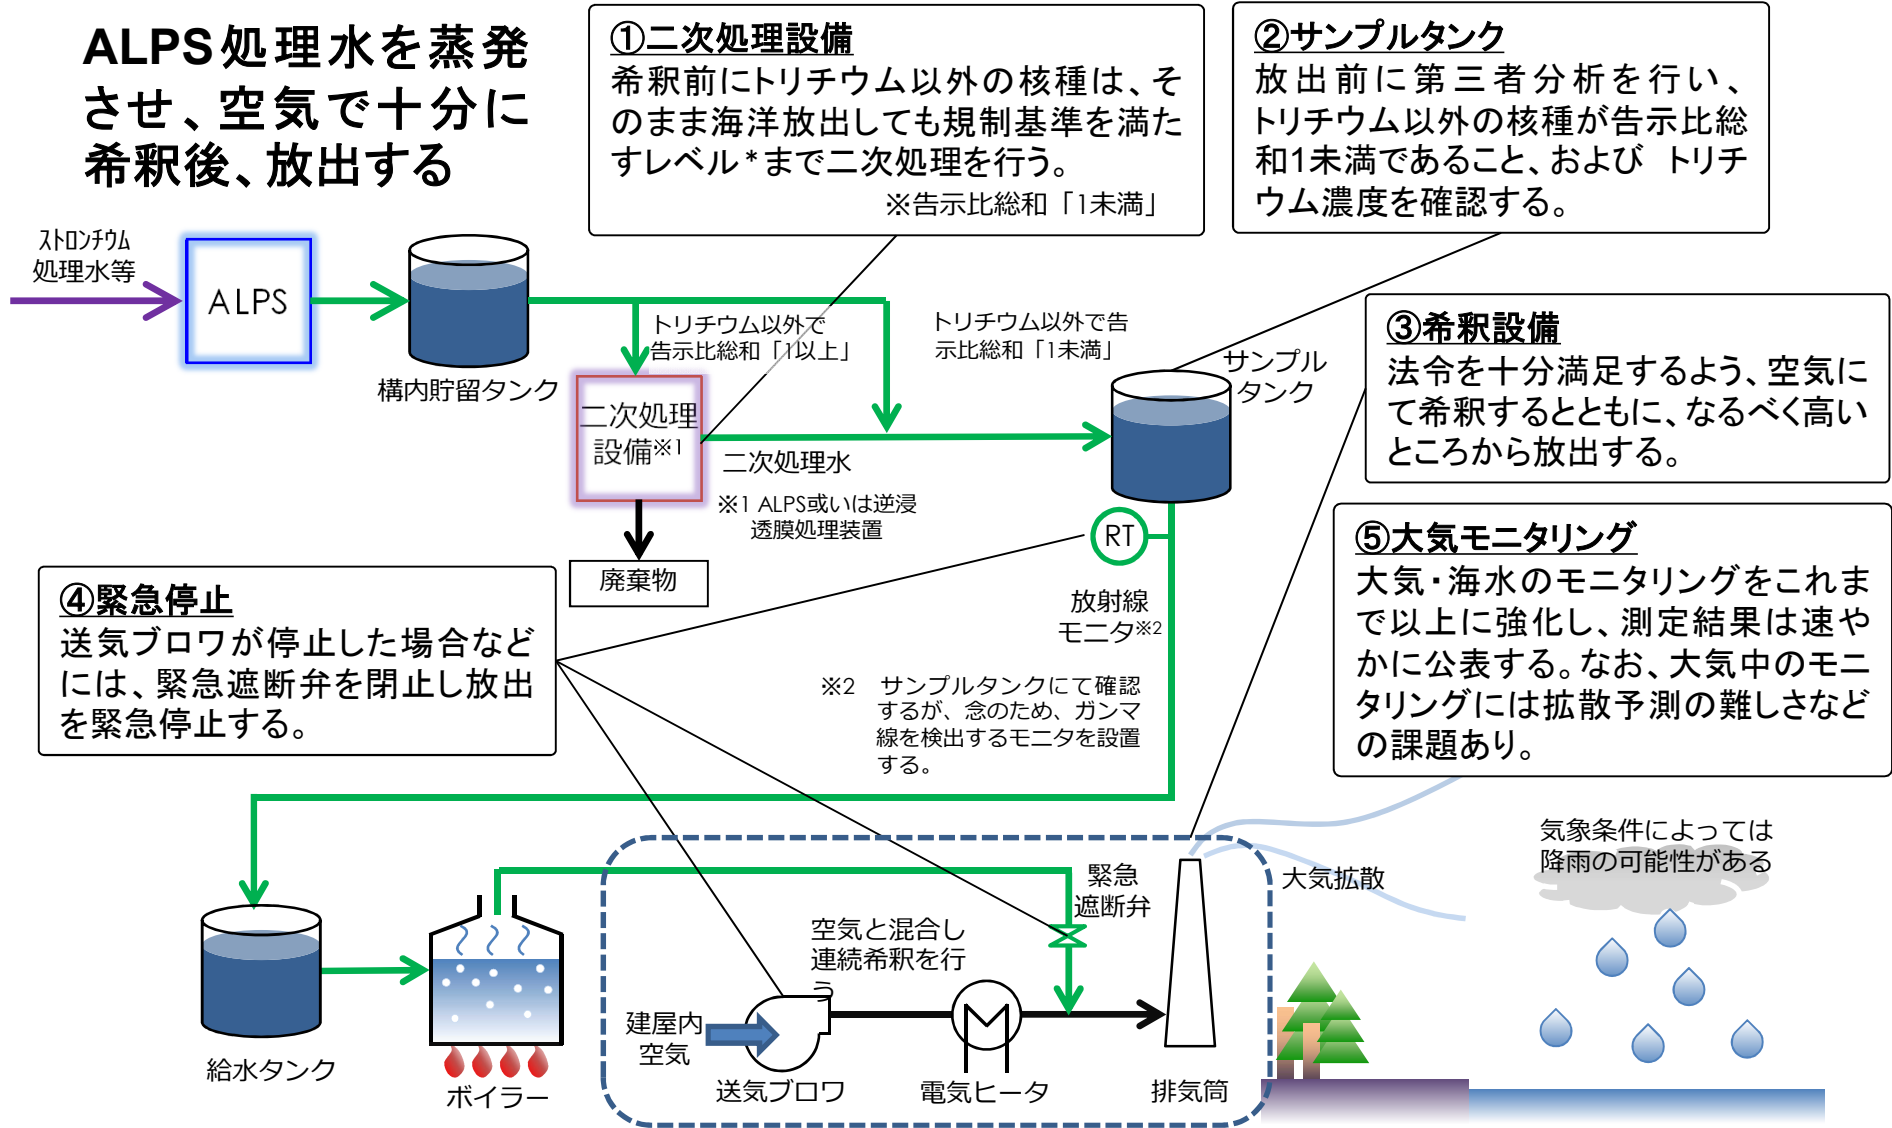 ALPS処理水を蒸発
させ、空気で十分に
希釈後、放出する
①二次処理設備
希釈前にトリチウム以外の核種は、そ
のまま海洋放出しても規制基準を満た
すレベル*まで二次処理を行う。
※告示比総和「1未満」
②サンプルタンク
放出前に第三者分析を行い、
トリチウム以外の核種が告示比総
和1未満であること、および トリチ
ウム濃度を確認する。
ストロンチウム
処理水等
ALPS
構内貯留タンク
トリチウム以外で
告示比総和「1以上」
トリチウム以外で告
示比総和「1未満」
サンプル
タンク
③希釈設備
法令を十分満足するよう、空気に
て希釈するとともに、なるべく高い
ところから放出する。
二次処理
設備※1
二次処理水
※1 ALPS或いは逆浸
透膜処理装置
廃棄物
RT
放射線
モニタ※2
※2 サンプルタンクにて確認
するが、念のため、ガンマ
線を検出するモニタを設置
する。
④緊急停止
送気ブロワが停止した場合など
には、緊急遮断弁を閉止し放出
を緊急停止する。
⑤大気モニタリング
大気・海水のモニタリングをこれま
で以上に強化し、測定結果は速や
かに公表する。なお、大気中のモニ
タリングには拡散予測の難しさなど
の課題あり。
給水タンク
ボイラー
建屋内
空気
送気ブロワ
空気と混合し
連続希釈を行
う
電気ヒータ
緊急
遮断弁
排気筒
大気拡散
気象条件によっては
降雨の可能性がある